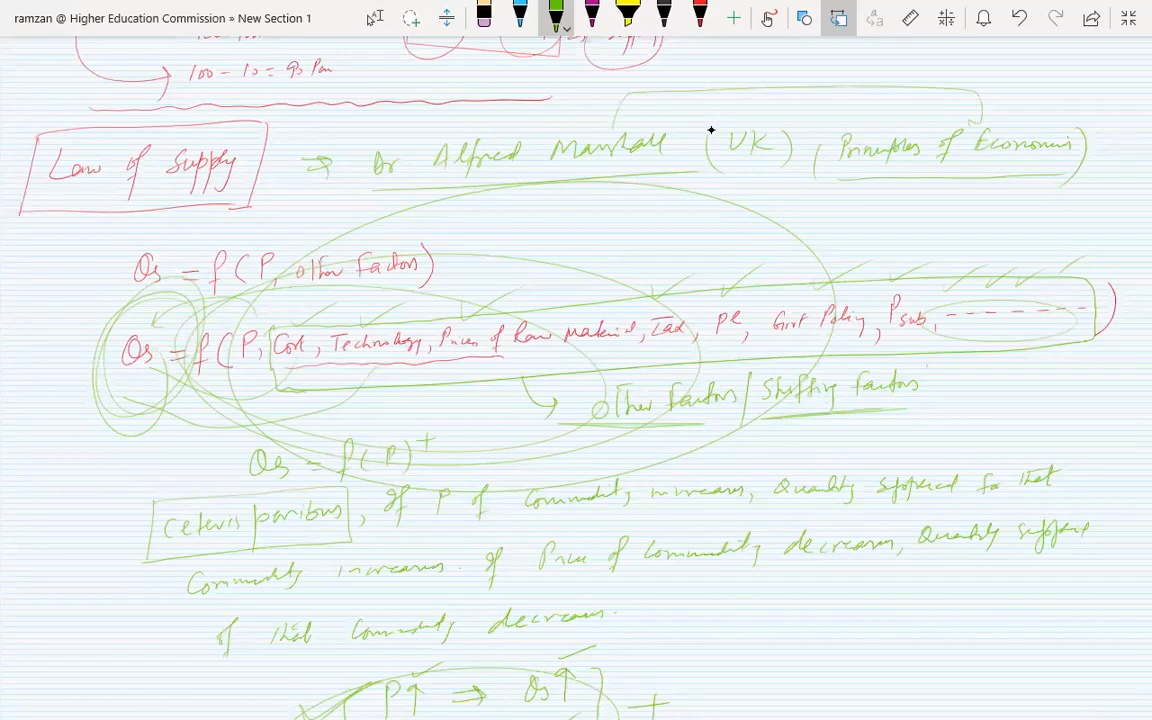 ramzan @ Higher Education Commission » New Section 1
100 - 10 = 90 Pen
Law of Supply ⇒ Dr Alfred Marshall (UK) (Principles of Economics)
Qs = f(P, other factors)
Qs = f(P, Cost, Technology, Prices of Raw Material, Tax, Pe, Govt Policy, Psub, - - - - - - -)
Other factors / Shifting factors
Qs = f(P)+
Ceteris paribus, If P of Commodity increases, Quantity supplied for that
Commodity increases. If Price of Commodity decreases, Quantity supplied
of that Commodity decreases.
P↑ ⇒ Qs↑ +